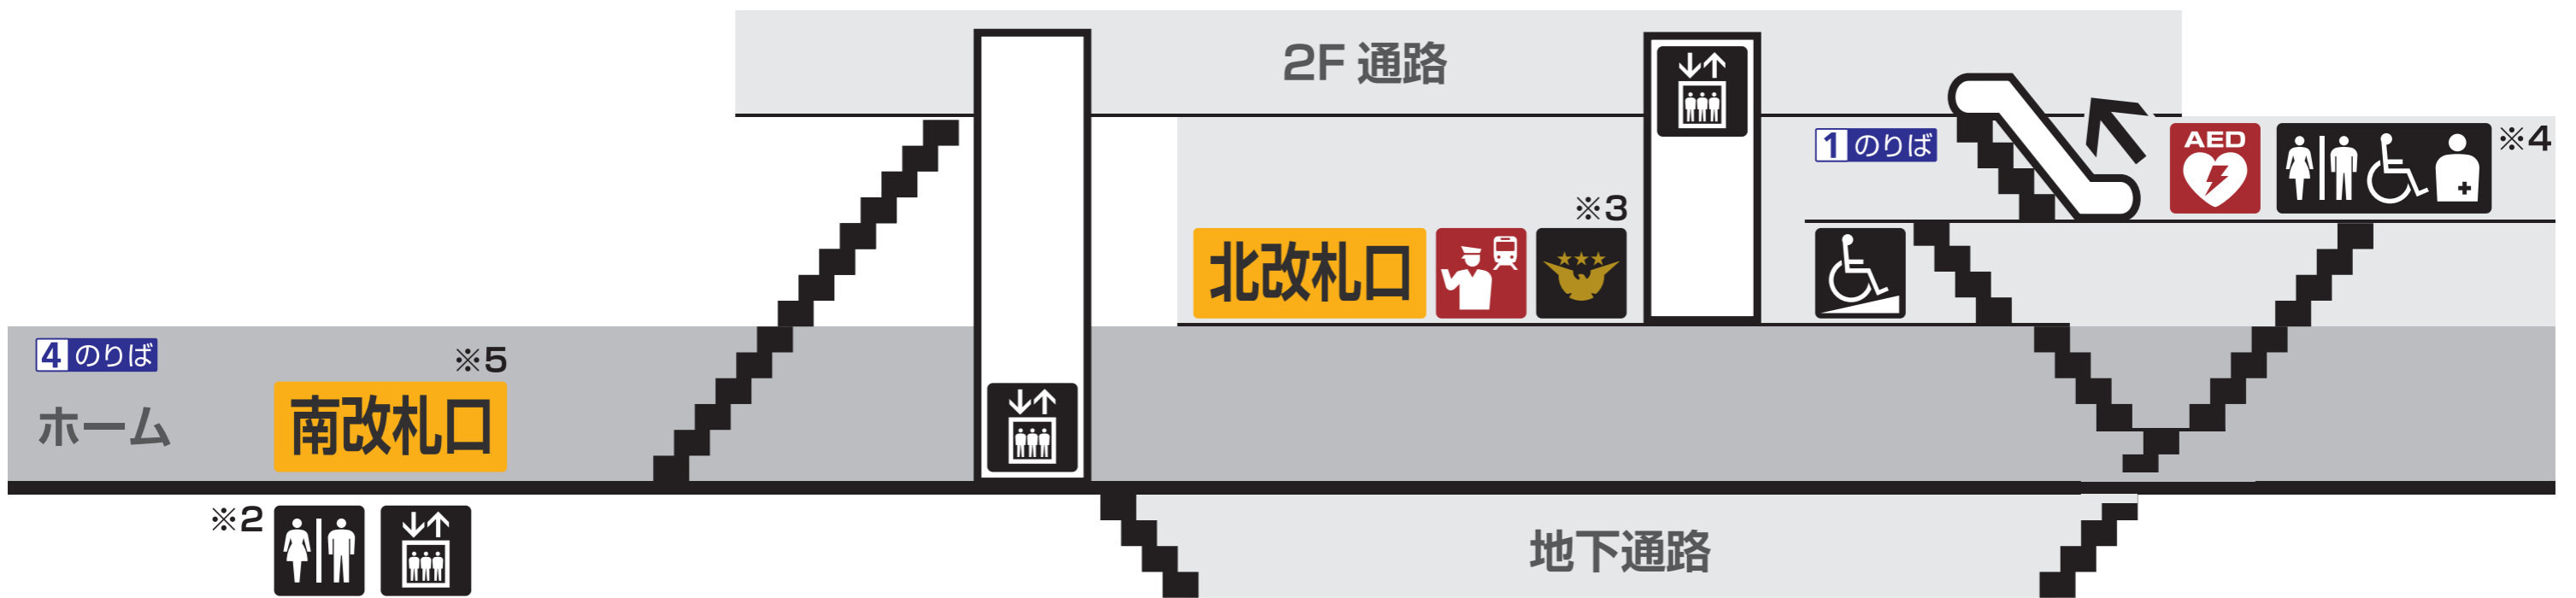 2F 通路
1 のりば
AED
※4
※3
北改札口
4 のりば
※5
ホーム
南改札口
※2
地下通路